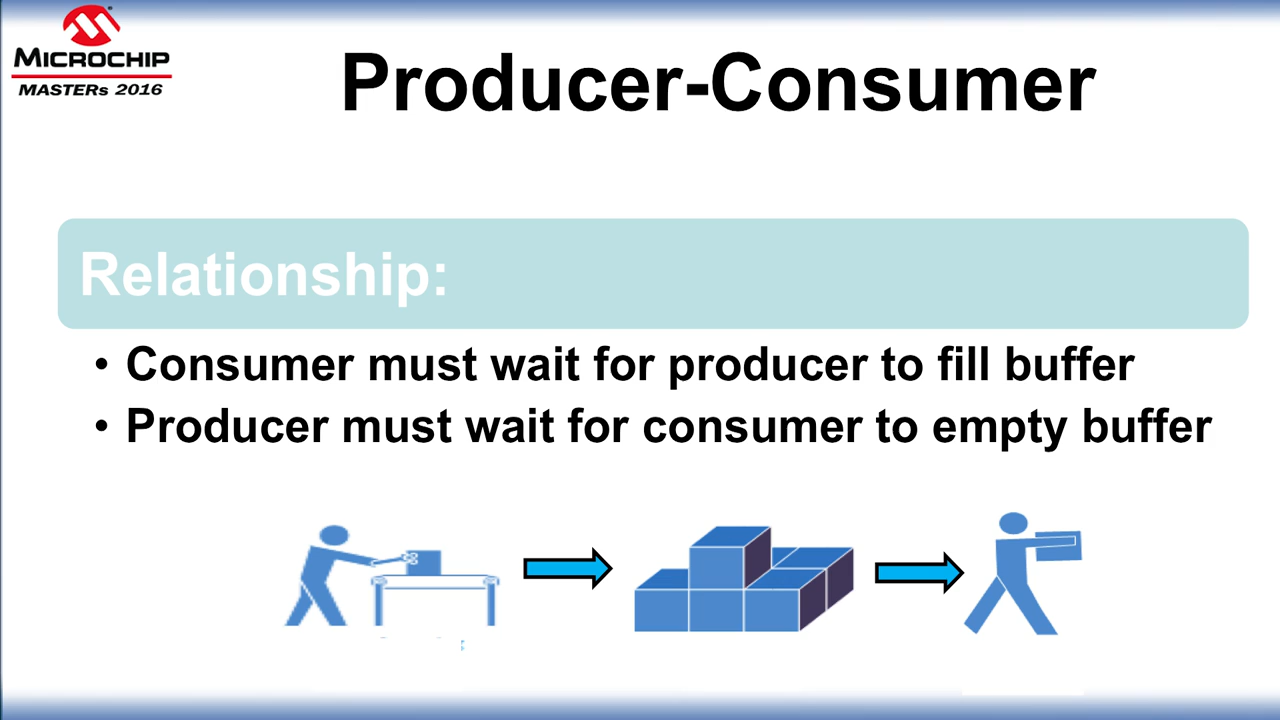 MICROCHIP
MASTERs 2016
Producer-Consumer
Relationship:
• Consumer must wait for producer to fill buffer
• Producer must wait for consumer to empty buffer